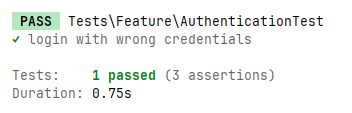 PASS Tests\Feature\AuthenticationTest
✓ login with wrong credentials
Tests: 1 passed (3 assertions)
Duration: 0.75s